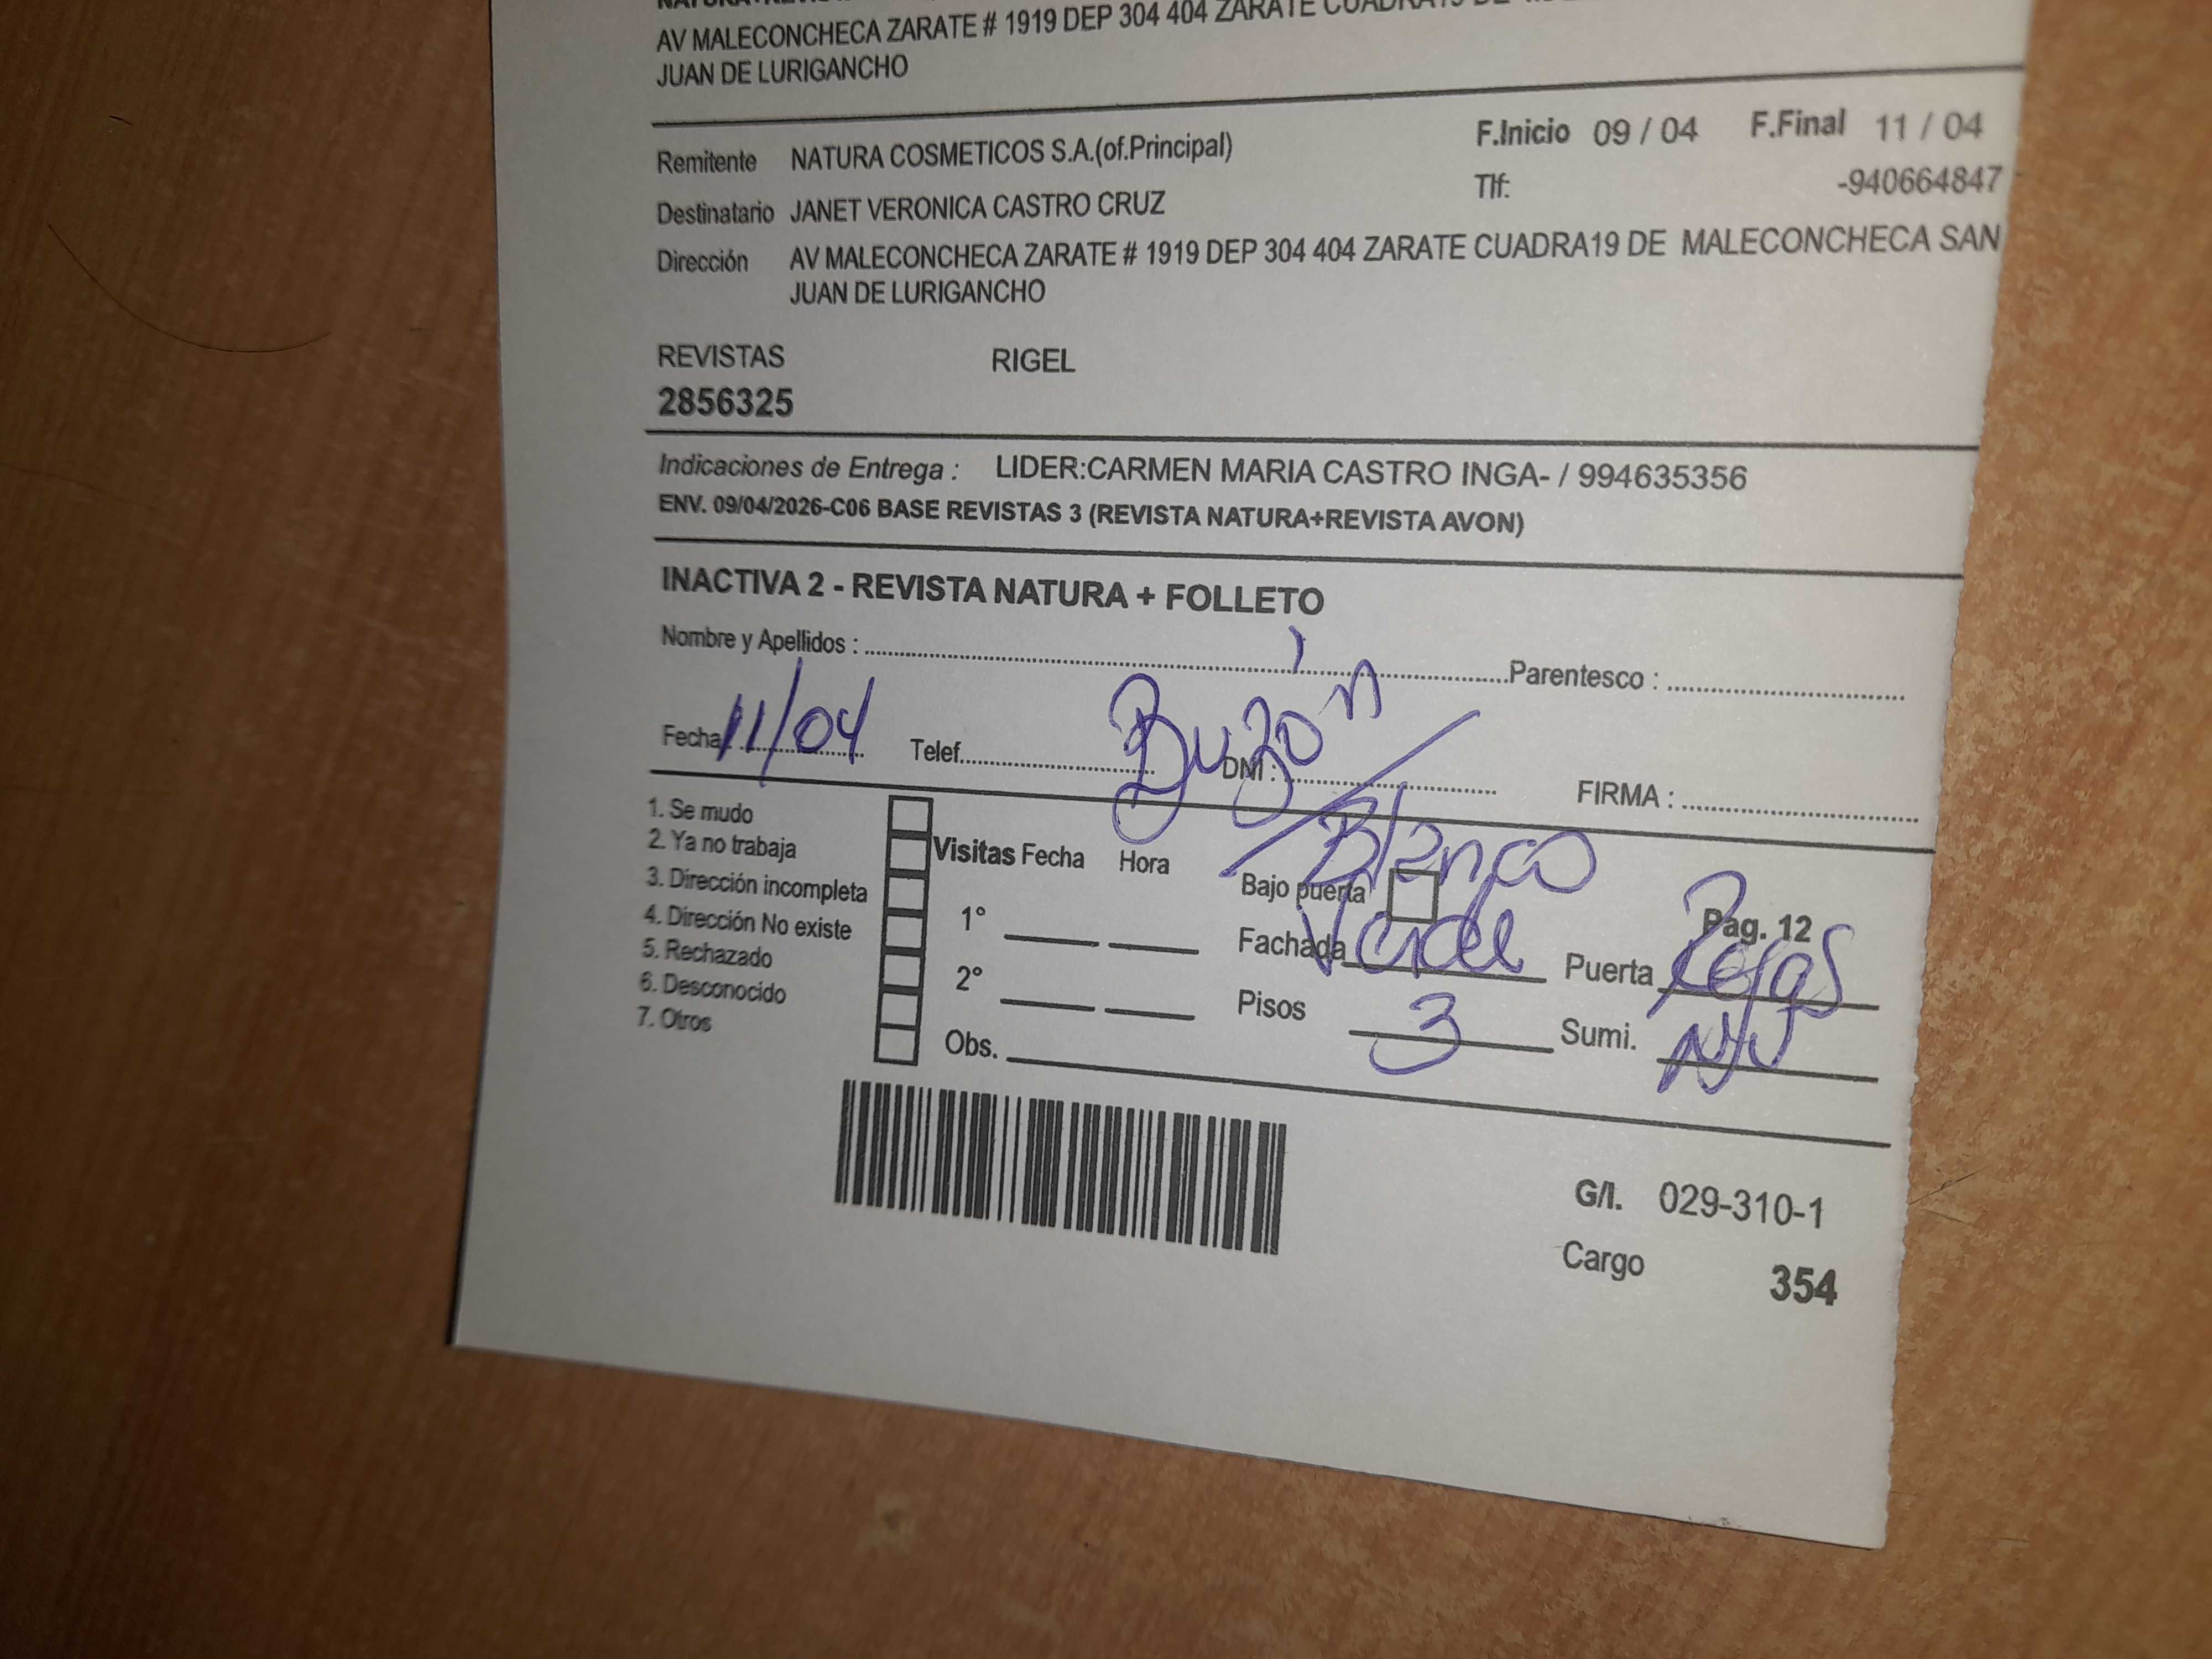 AV MALECONCHECA ZARATE # 1919 DEP 304 404 ZARATE
JUAN DE LURIGANCHO
Remitente NATURA COSMETICOS S.A.(of.Principal) F.Inicio 09 / 04 F.Final 11 / 04
Destinatario JANET VERONICA CASTRO CRUZ Tlf: -940664847
Dirección AV MALECONCHECA ZARATE # 1919 DEP 304 404 ZARATE CUADRA19 DE MALECONCHECA SAN
JUAN DE LURIGANCHO
REVISTAS RIGEL
2856325
Indicaciones de Entrega : LIDER:CARMEN MARIA CASTRO INGA- / 994635356
ENV. 09/04/2026-C06 BASE REVISTAS 3 (REVISTA NATURA+REVISTA AVON)
INACTIVA 2 - REVISTA NATURA + FOLLETO
Nombre y Apellidos : Parentesco :
Buzón
Fecha: 11/04 Telef. DNI : FIRMA :
1. Se mudo
2. Ya no trabaja
3. Dirección incompleta
4. Dirección No existe
5. Rechazado
6. Desconocido
7. Otros
Visitas Fecha Hora
1°
2°
Obs.
Blanco
Bajo puerta Pag. 12
Fachada Verde Puerta Rejas
Pisos 3 Sumi. N/V
G/I. 029-310-1
Cargo 354